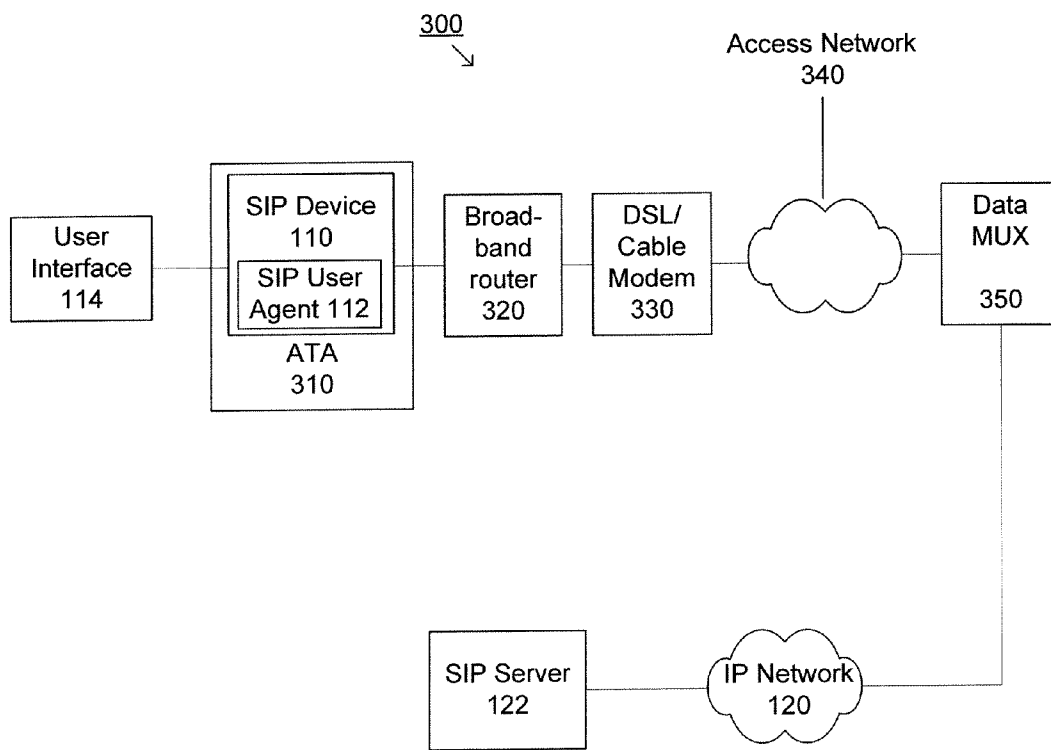 300
Access Network
340
User
Interface
114
SIP Device
110
SIP User
Agent 112
ATA
310
Broad-
band
router
320
DSL/
Cable
Modem
330
Data
MUX
350
SIP Server
122
IP Network
120